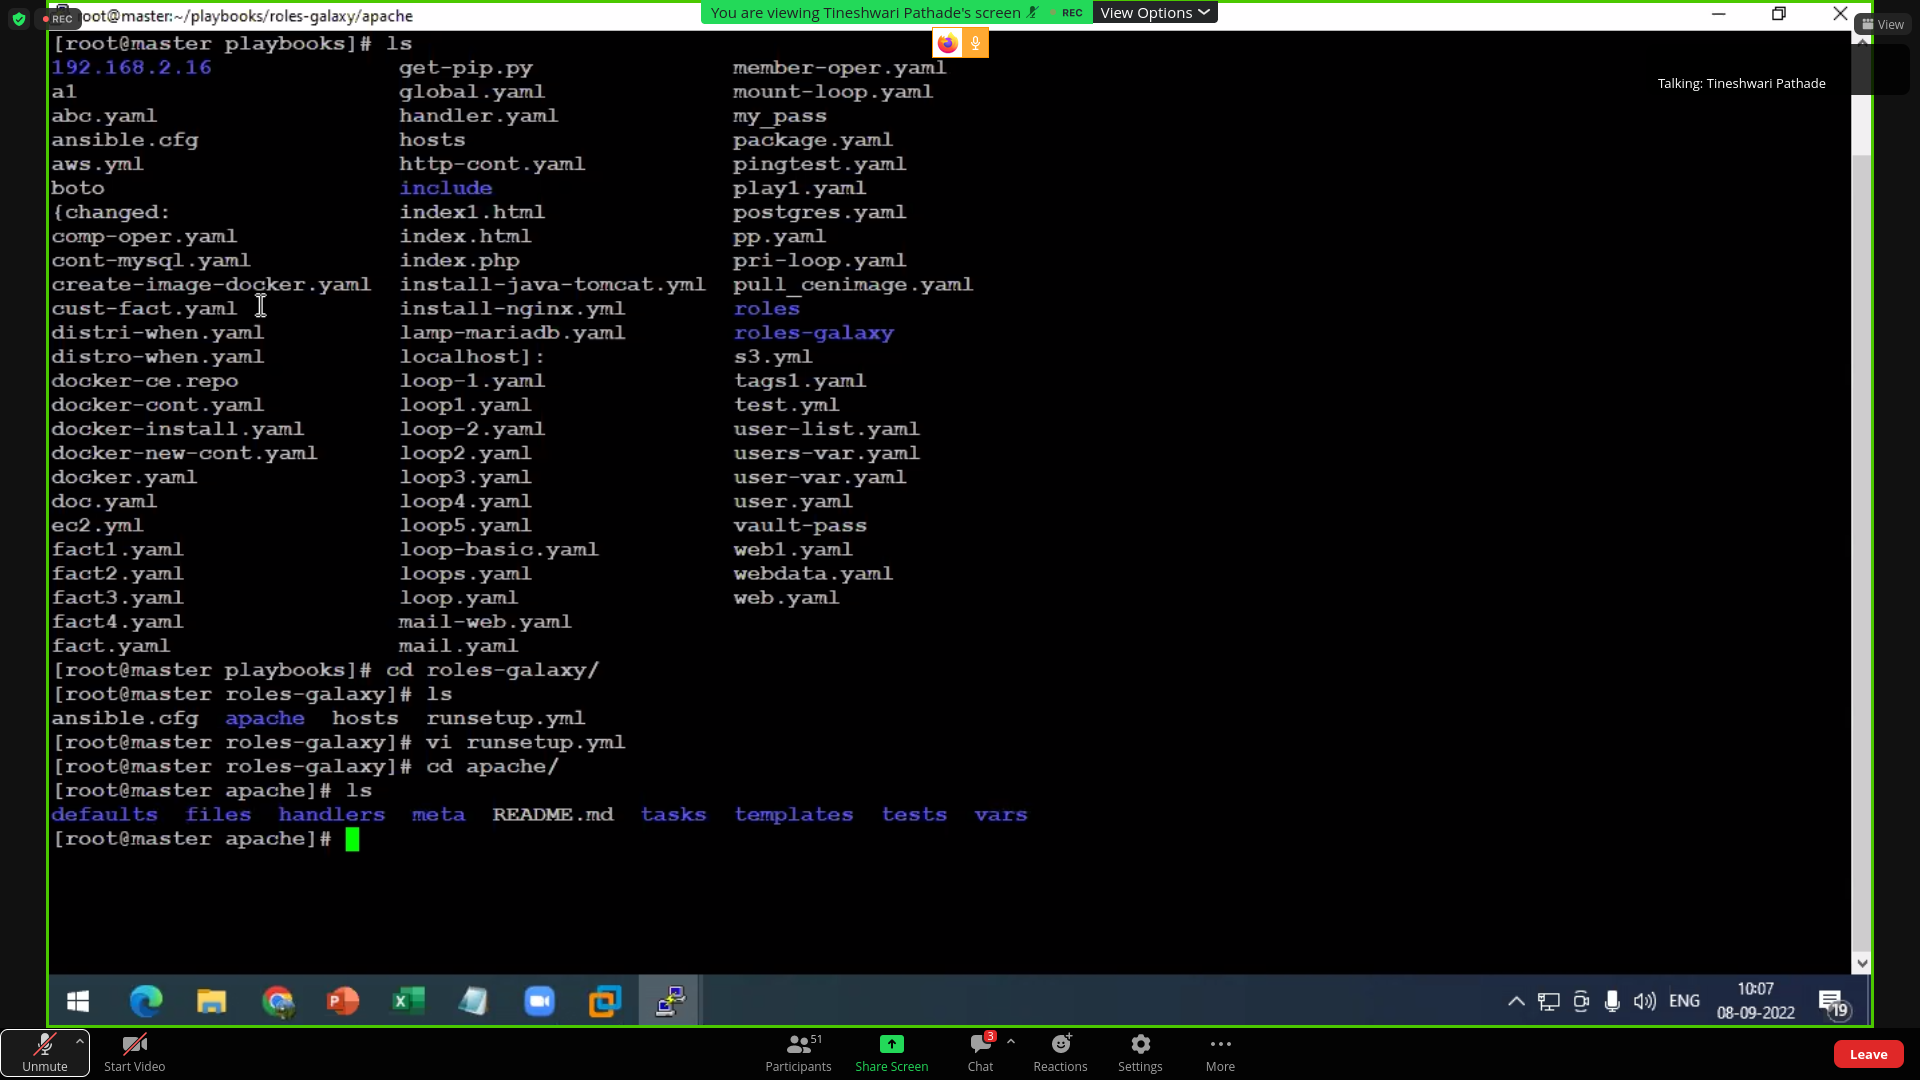 REC
root@master:~/playbooks/roles-galaxy/apache
You are viewing Tineshwari Pathade's screen
REC
View Options
View
Talking: Tineshwari Pathade
[root@master playbooks]# ls
192.168.2.16 get-pip.py member-oper.yaml
a1 global.yaml mount-loop.yaml
abc.yaml handler.yaml my_pass
ansible.cfg hosts package.yaml
aws.yml http-cont.yaml pingtest.yaml
boto include play1.yaml
{changed: index1.html postgres.yaml
comp-oper.yaml index.html pp.yaml
cont-mysql.yaml index.php pri-loop.yaml
create-image-docker.yaml install-java-tomcat.yml pull_cenimage.yaml
cust-fact.yaml install-nginx.yml roles
distri-when.yaml lamp-mariadb.yaml roles-galaxy
distro-when.yaml localhost]: s3.yml
docker-ce.repo loop-1.yaml tags1.yaml
docker-cont.yaml loop1.yaml test.yml
docker-install.yaml loop-2.yaml user-list.yaml
docker-new-cont.yaml loop2.yaml users-var.yaml
docker.yaml loop3.yaml user-var.yaml
doc.yaml loop4.yaml user.yaml
ec2.yml loop5.yaml vault-pass
fact1.yaml loop-basic.yaml web1.yaml
fact2.yaml loops.yaml webdata.yaml
fact3.yaml loop.yaml web.yaml
fact4.yaml mail-web.yaml
fact.yaml mail.yaml
[root@master playbooks]# cd roles-galaxy/
[root@master roles-galaxy]# ls
ansible.cfg apache hosts runsetup.yml
[root@master roles-galaxy]# vi runsetup.yml
[root@master roles-galaxy]# cd apache/
[root@master apache]# ls
defaults files handlers meta README.md tasks templates tests vars
[root@master apache]#
ENG
10:07
08-09-2022
19
Unmute
Start Video
51
Participants
Share Screen
3
Chat
Reactions
Settings
More
Leave